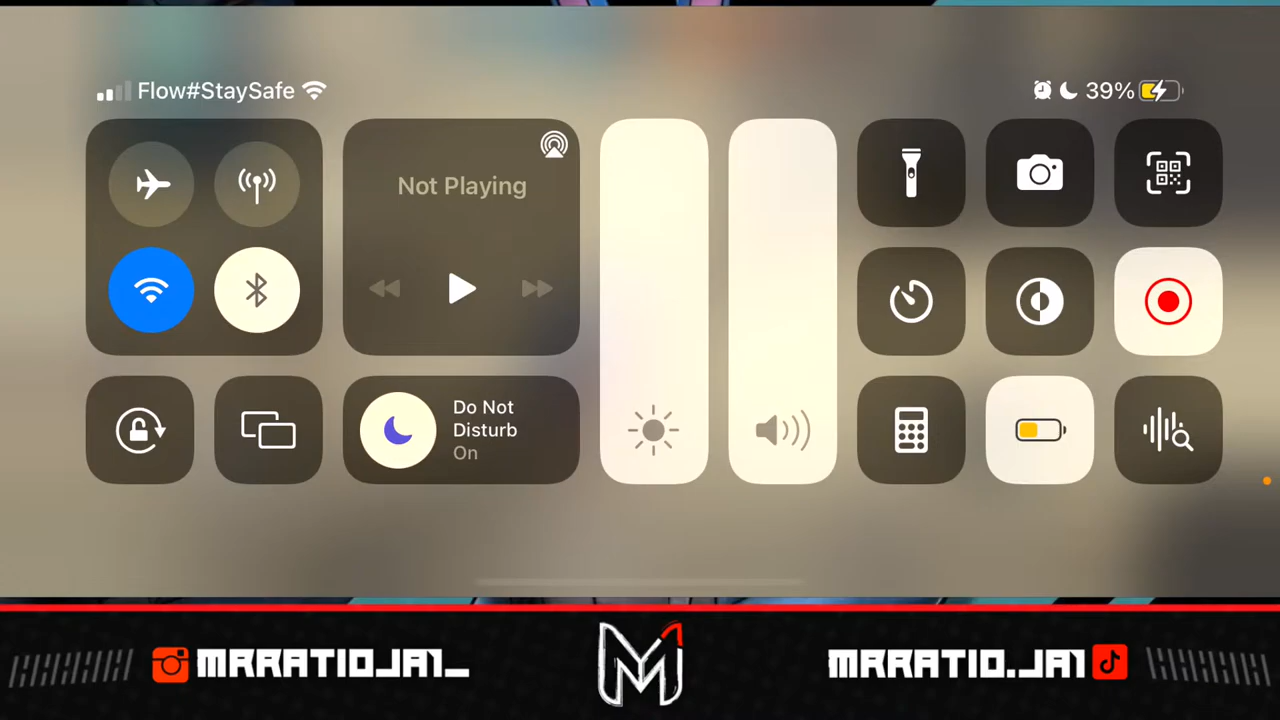 Flow#StaySafe
39%
Not Playing
Do Not
Disturb
On
MRRATIOJA1_
MRRATIO.JA1